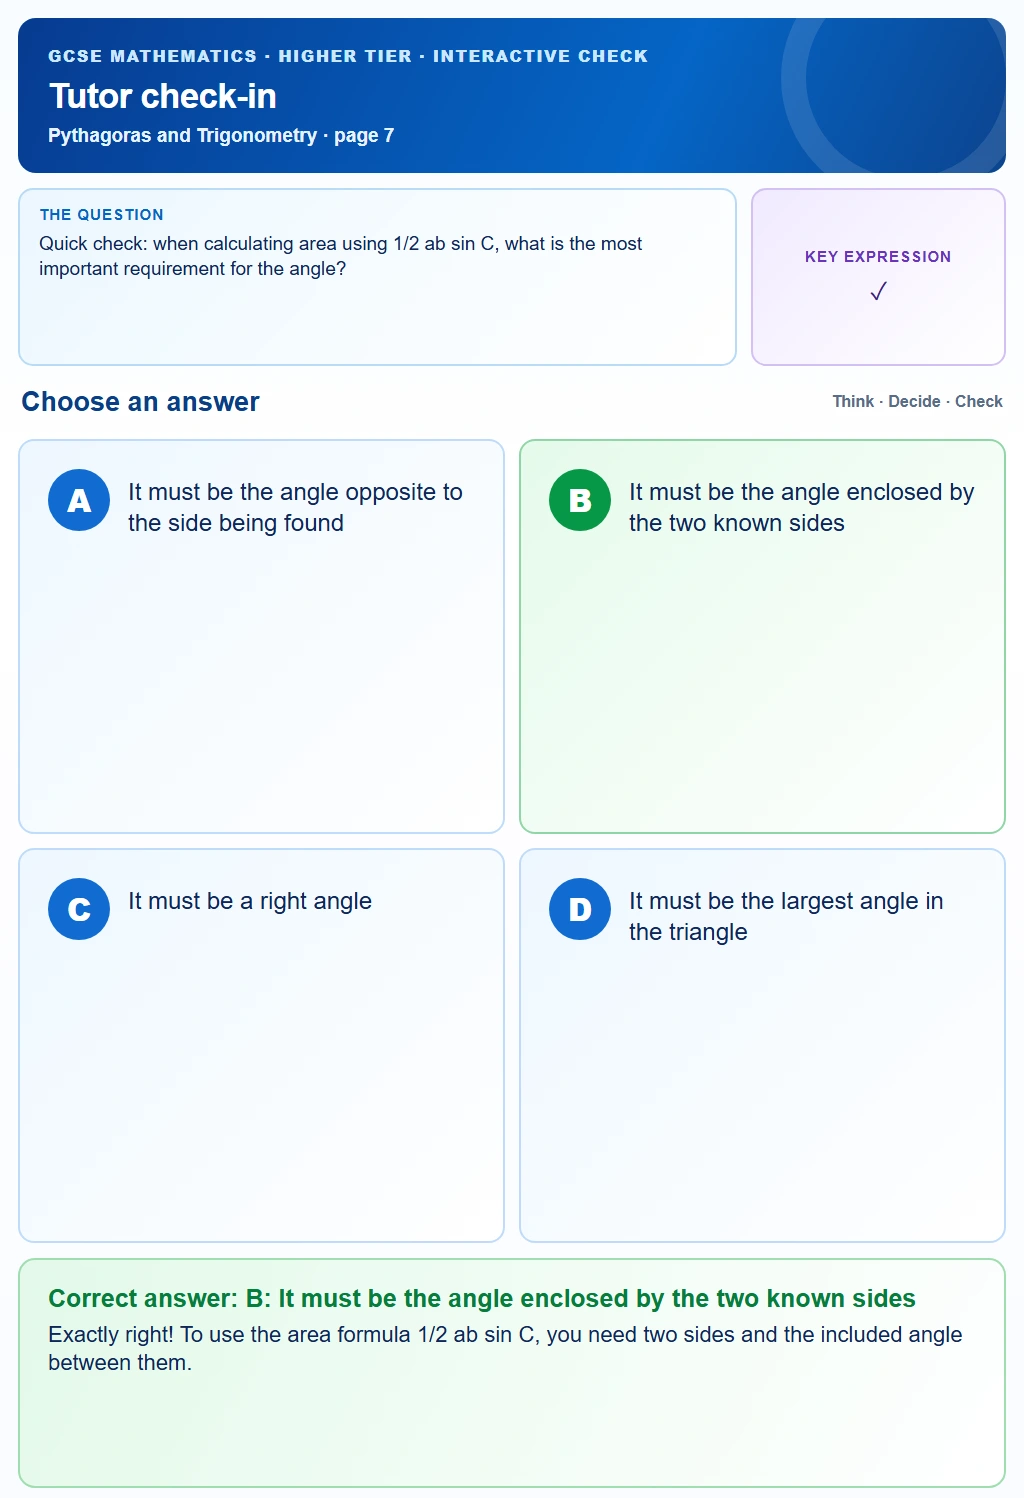 GCSE MATHEMATICS · HIGHER TIER · INTERACTIVE CHECK
Tutor check-in
Pythagoras and Trigonometry · page 7
THE QUESTION
Quick check: when calculating area using 1/2 ab sin C, what is the most
important requirement for the angle?
KEY EXPRESSION
✓
Choose an answer
Think · Decide · Check
A
It must be the angle opposite to
the side being found
B
It must be the angle enclosed by
the two known sides
C
It must be a right angle
D
It must be the largest angle in
the triangle
Correct answer: B: It must be the angle enclosed by the two known sides
Exactly right! To use the area formula 1/2 ab sin C, you need two sides and the included angle
between them.